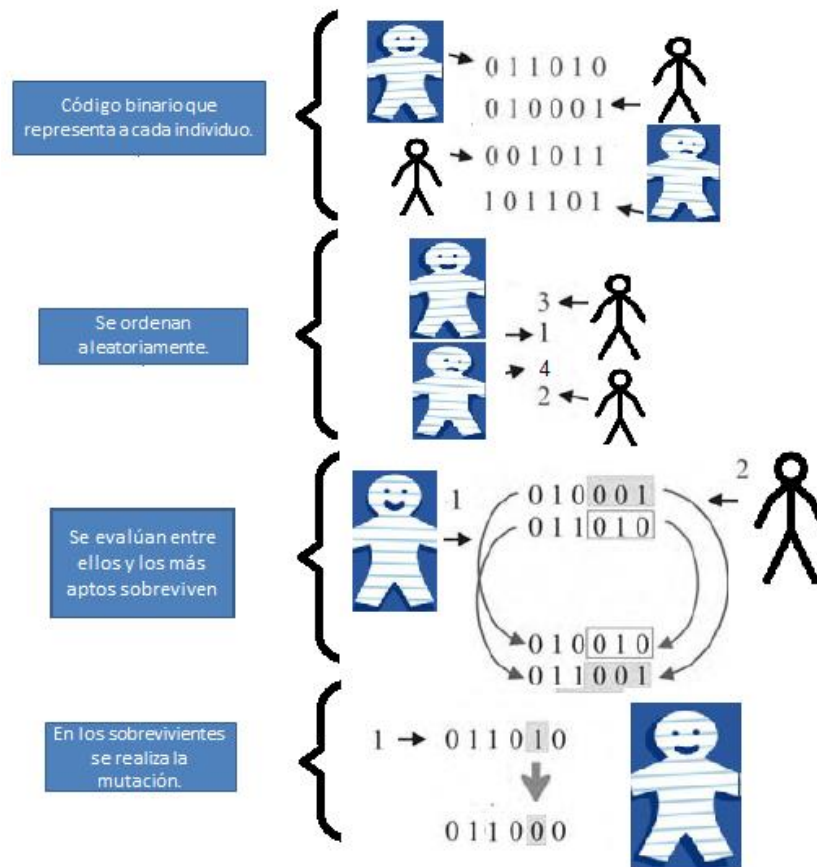 Código binario que
representa a cada individuo.
0 1 1 0 1 0
0 1 0 0 0 1
0 0 1 0 1 1
1 0 1 1 0 1
Se ordenan
aleatoriamente.
3
1
4
2
Se evalúan entre
ellos y los más
aptos sobreviven
1
2
0 1 0 0 0 1
0 1 1 0 1 0
0 1 0 0 1 0
0 1 1 0 0 1
En los sobrevivientes
se realiza la
mutación.
1
0 1 1 0 1 0
0 1 1 0 0 0